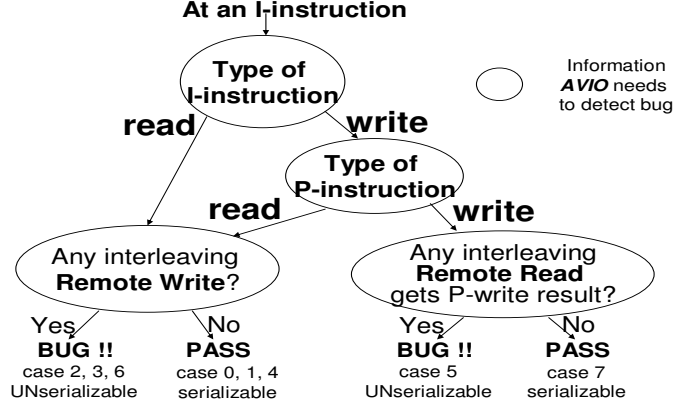 At an I-instruction
Type of
I-instruction
Information
AVIO needs
to detect bug
read
write
Type of
P-instruction
read
write
Any interleaving
Remote Write?
Any interleaving
Remote Read
gets P-write result?
Yes
No
Yes
No
BUG !!
PASS
BUG !!
PASS
case 2, 3, 6
case 0, 1, 4
case 5
case 7
UNserializable
serializable
UNserializable
serializable